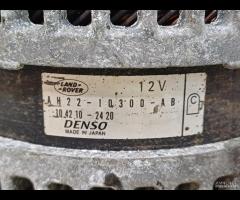 LAND ROVER
12V
AH22-10300-AB
104210-2420
DENSO
MADE IN JAPAN
C